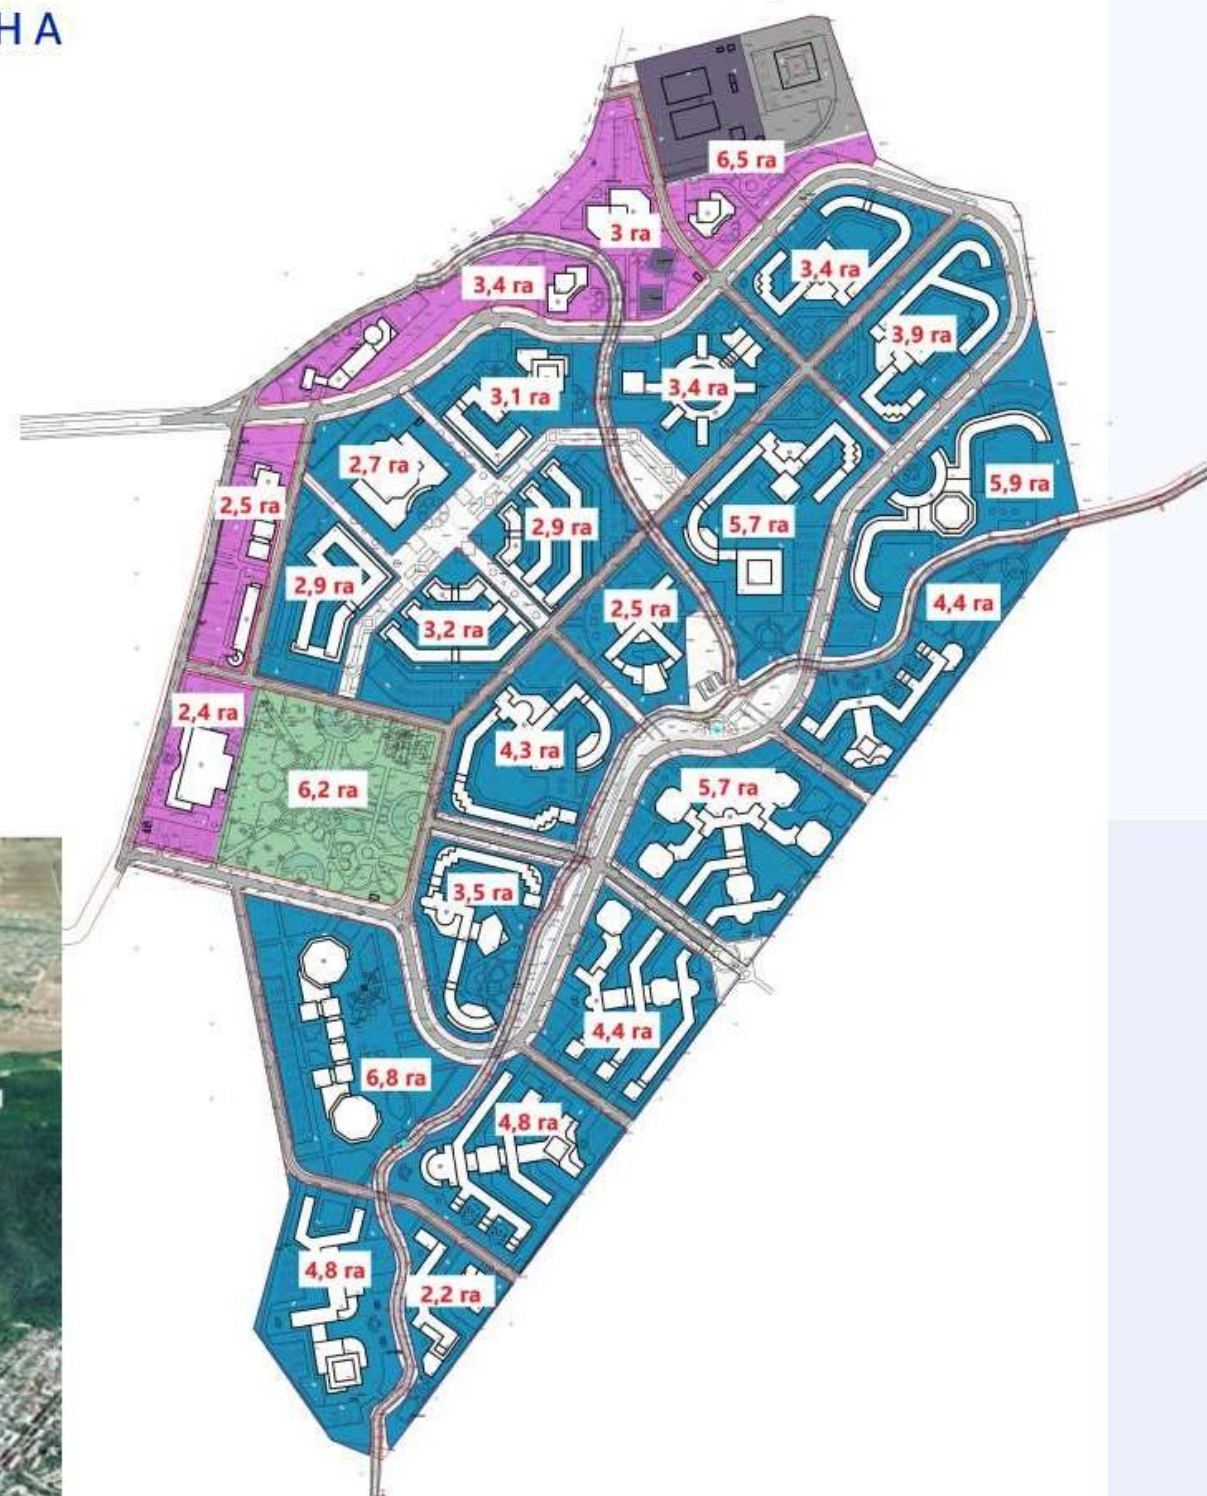 Н А
6,5 га
3 га
3,4 га
3,4 га
3,9 га
3,1 га
3,4 га
2,7 га
5,9 га
2,5 га
2,9 га
5,7 га
2,9 га
3,2 га
2,5 га
4,4 га
2,4 га
4,3 га
6,2 га
5,7 га
3,5 га
4,4 га
6,8 га
4,8 га
4,8 га
2,2 га